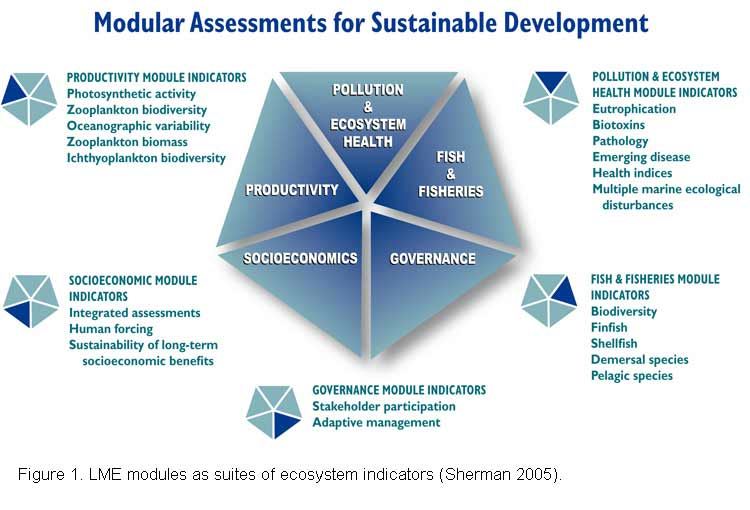 Modular Assessments for Sustainable Development
PRODUCTIVITY MODULE INDICATORS
Photosynthetic activity
Zooplankton biodiversity
Oceanographic variability
Zooplankton biomass
Ichthyoplankton biodiversity
POLLUTION
&
ECOSYSTEM
HEALTH
FISH
&
FISHERIES
PRODUCTIVITY
SOCIOECONOMICS
GOVERNANCE
POLLUTION & ECOSYSTEM
HEALTH MODULE INDICATORS
Eutrophication
Biotoxins
Pathology
Emerging disease
Health indices
Multiple marine ecological
disturbances
SOCIOECONOMIC MODULE
INDICATORS
Integrated assessments
Human forcing
Sustainability of long-term
socioeconomic benefits
FISH & FISHERIES MODULE
INDICATORS
Biodiversity
Finfish
Shellfish
Demersal species
Pelagic species
GOVERNANCE MODULE INDICATORS
Stakeholder participation
Adaptive management
Figure 1. LME modules as suites of ecosystem indicators (Sherman 2005).